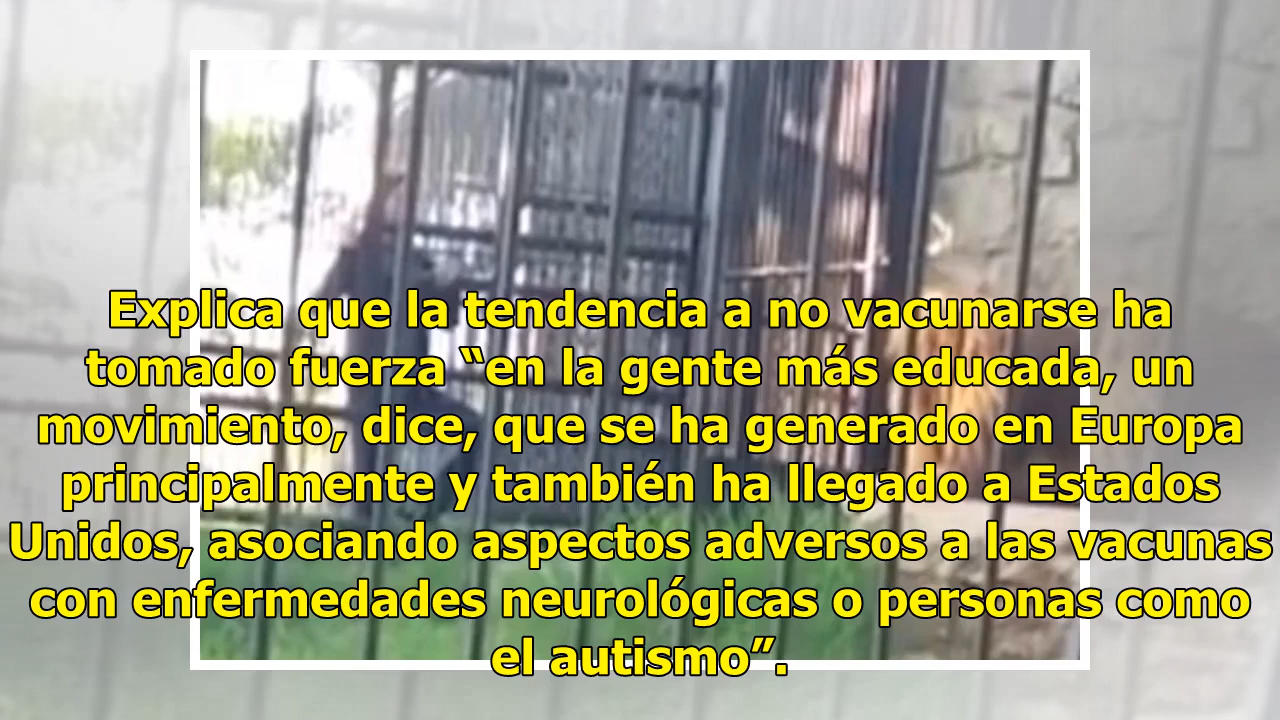 Explica que la tendencia a no vacunarse ha
tomado fuerza “en la gente más educada, un
movimiento, dice, que se ha generado en Europa
principalmente y también ha llegado a Estados
Unidos, asociando aspectos adversos a las vacunas
con enfermedades neurológicas o personas como
el autismo”.